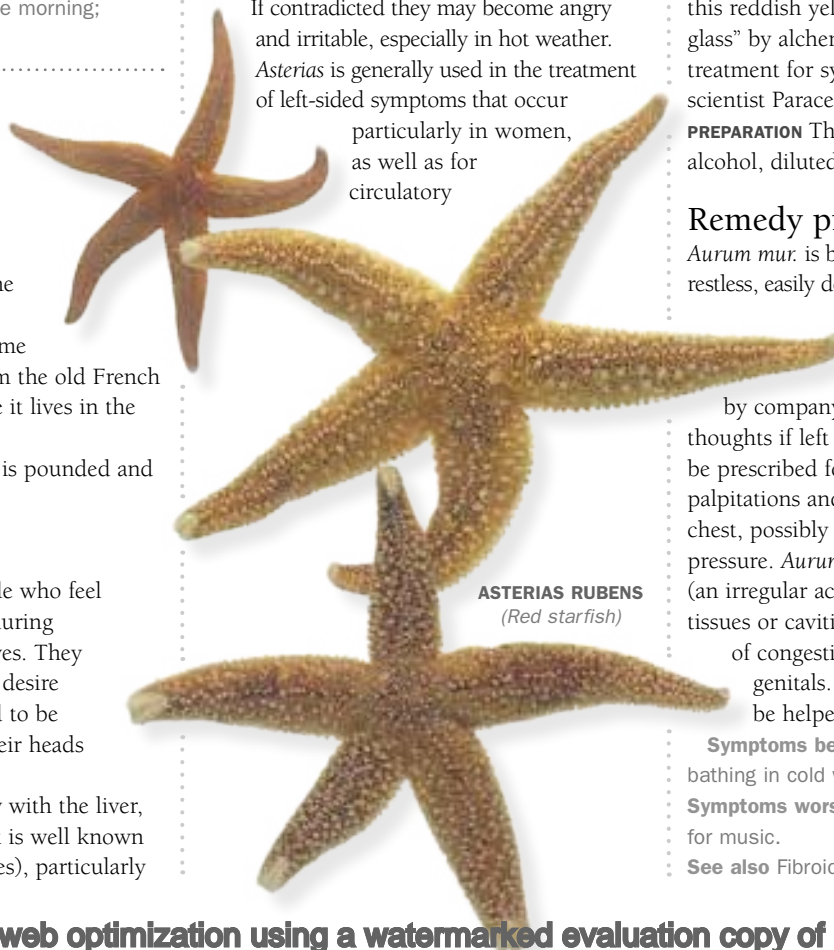 e morning;
ne
me
m the old French
e it lives in the
is pounded and
le who feel
uring
ves. They
desire
l to be
eir heads
y with the liver,
is well known
es), particularly
If contradicted they may become angry
and irritable, especially in hot weather.
Asterias is generally used in the treatment
of left-sided symptoms that occur
particularly in women,
as well as for
circulatory
ASTERIAS RUBENS
(Red starfish)
this reddish yel
glass” by alchem
treatment for sy
scientist Parace
PREPARATION Th
alcohol, diluted
Remedy pr
Aurum mur. is b
restless, easily d
by company
thoughts if left
be prescribed fo
palpitations and
chest, possibly
pressure. Aurum
(an irregular ac
tissues or caviti
of congesti
genitals.
be helpe
Symptoms be
bathing in cold w
Symptoms wors
for music.
See also Fibroid
web optimization using a watermarked evaluation copy of